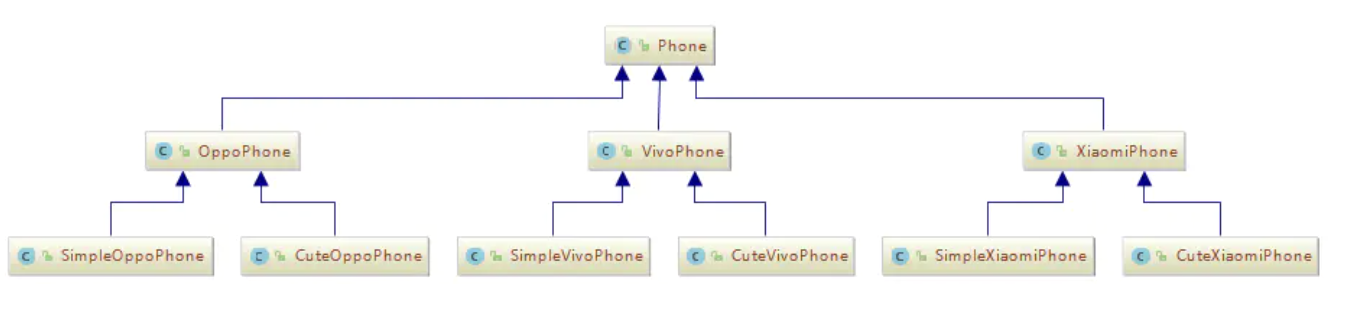 C Phone
C OppoPhone
C VivoPhone
C XiaomiPhone
C SimpleOppoPhone
C CuteOppoPhone
C SimpleVivoPhone
C CuteVivoPhone
C SimpleXiaomiPhone
C CuteXiaomiPhone